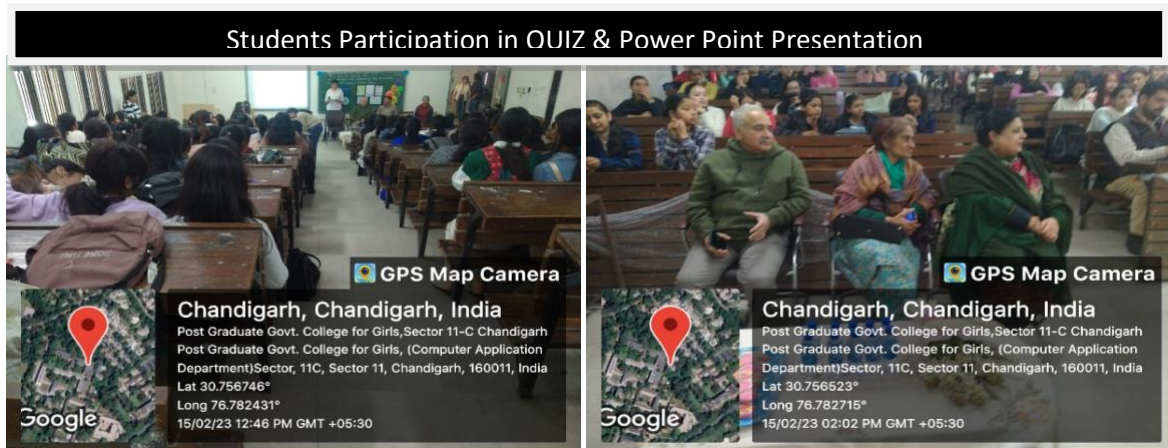 Students Participation in QUIZ & Power Point Presentation
GPS Map Camera
Chandigarh, Chandigarh, India
Post Graduate Govt. College for Girls,Sector 11-C Chandigarh
Post Graduate Govt. College for Girls, (Computer Application
Department)Sector, 11C, Sector 11, Chandigarh, 160011, India
Lat 30.756746°
Long 76.782431°
15/02/23 12:46 PM GMT +05:30
Google
GPS Map Camera
Chandigarh, Chandigarh, India
Post Graduate Govt. College for Girls,Sector 11-C Chandigarh
Post Graduate Govt. College for Girls, (Computer Application
Department)Sector, 11C, Sector 11, Chandigarh, 160011, India
Lat 30.756523°
Long 76.782715°
15/02/23 02:02 PM GMT +05:30
Google